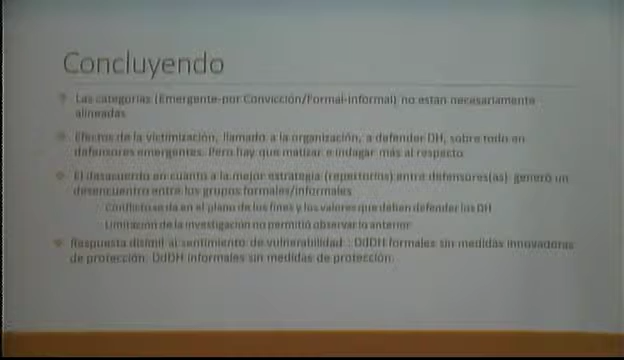 Concluyendo
Las categorías (Emergente-por Convicción/Formal-Informal) no están necesariamente
alineadas
Efectos de la victimización, llamado a la organización, a defender DH, sobre todo en
defensores emergentes. Pero hay que matizar e indagar más al respecto
El desacuerdo en cuanto a la mejor estrategia (repertorios) entre defensores(as) generó un
desencuentro entre los grupos formales/informales
Conflicto se da en el plano de los fines y los valores que deben defender los DH
Limitación de la investigación no permitió observar lo anterior
Respuesta disímil al sentimiento de vulnerabilidad : DdDH formales sin medidas innovadoras
de protección. DdDH informales sin medidas de protección.